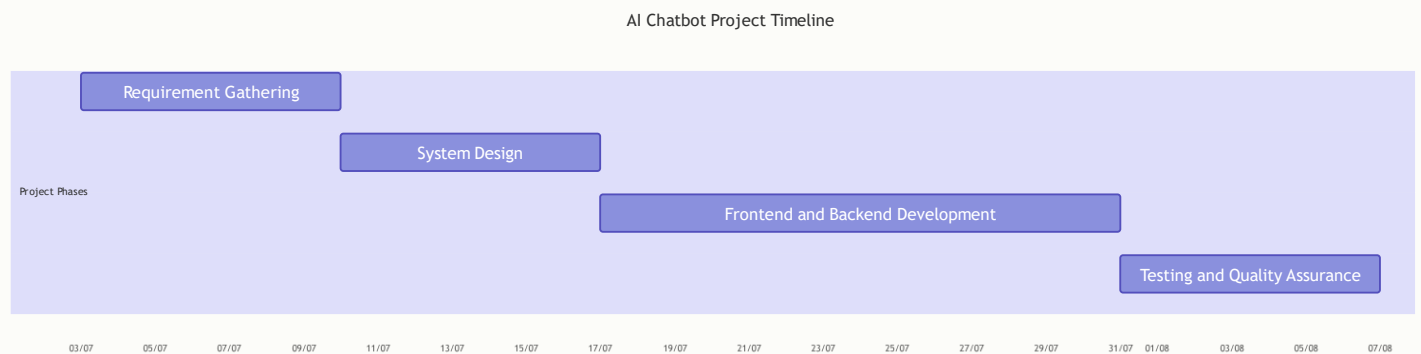 AI Chatbot Project Timeline
Requirement Gathering
System Design
Project Phases
Frontend and Backend Development
Testing and Quality Assurance
03/07 05/07 07/07 09/07 11/07 13/07 15/07 17/07 19/07 21/07 23/07 25/07 27/07 29/07 31/07 01/08 03/08 05/08 07/08